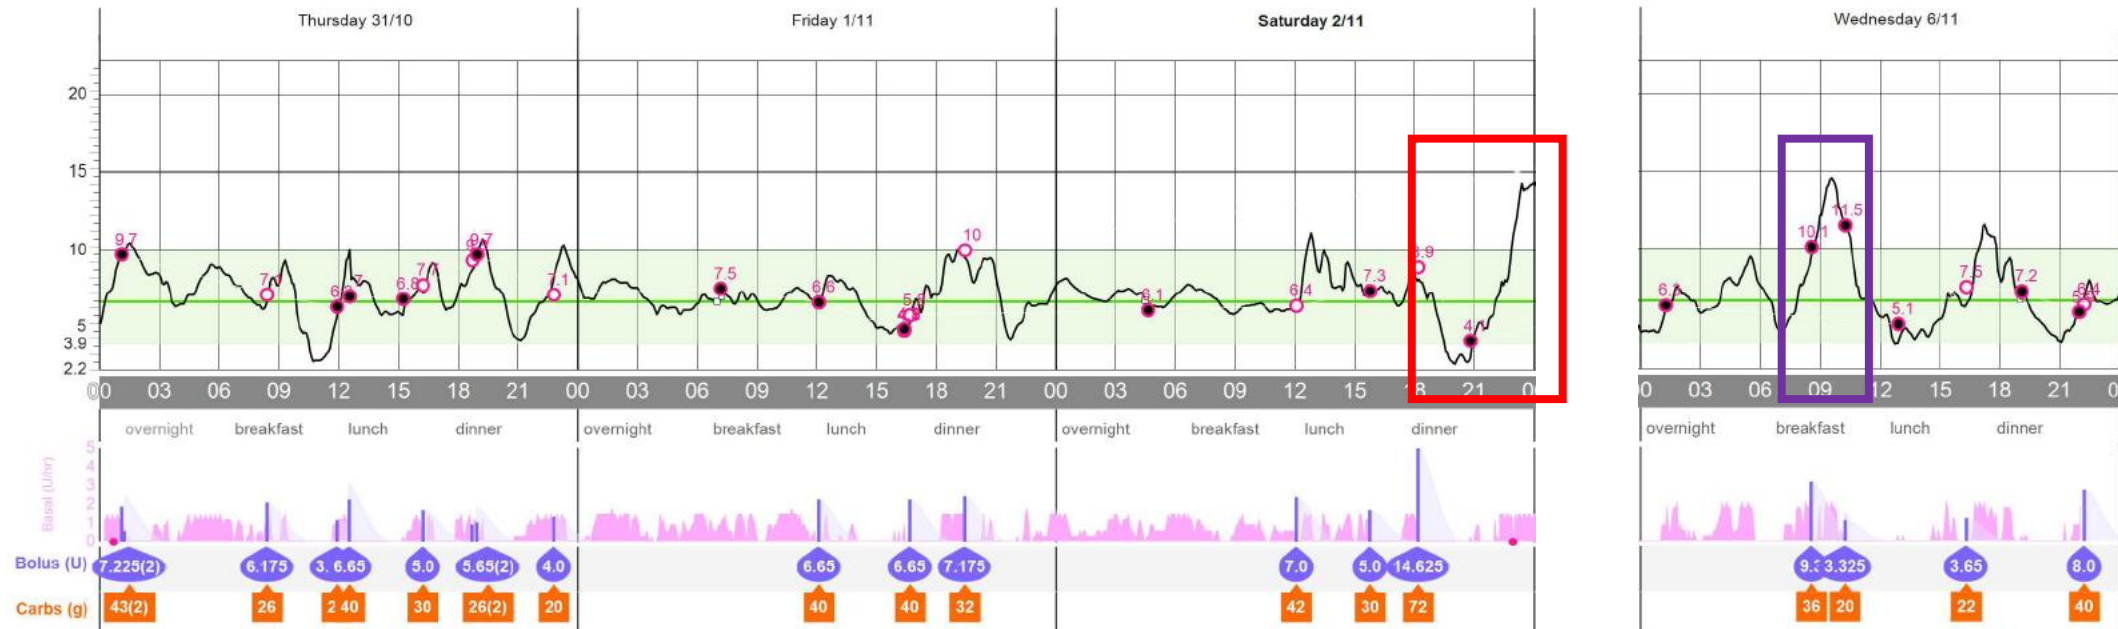 Thursday 31/10 Friday 1/11 Saturday 2/11 Wednesday 6/11
20
15
10
5
3.9
2.2
9.7 7.1 7 6.8 7.7 9.7 7.1 7.5 6.6 10 6.1 6.4 7.3 4.1 10.1 11.5 5.1 7.5 7.2 6.4
00 03 06 09 12 15 18 21 00 03 06 09 12 15 18 21 00 03 06 09 12 15 18 21 03 06 09 12 15 18 21
overnight breakfast lunch dinner overnight breakfast lunch dinner overnight breakfast lunch dinner overnight breakfast lunch dinner
Basal (U/hr)
5
4
3
2
1
0
Bolus (U) 7.225(2) 6.175 3. 6.65 5.0 5.65(2) 4.0 6.65 6.65 7.175 7.0 5.0 14.625 3.325 3.65 8.0
Carbs (g) 43(2) 26 2 40 30 26(2) 20 40 40 32 42 30 72 36 20 22 40